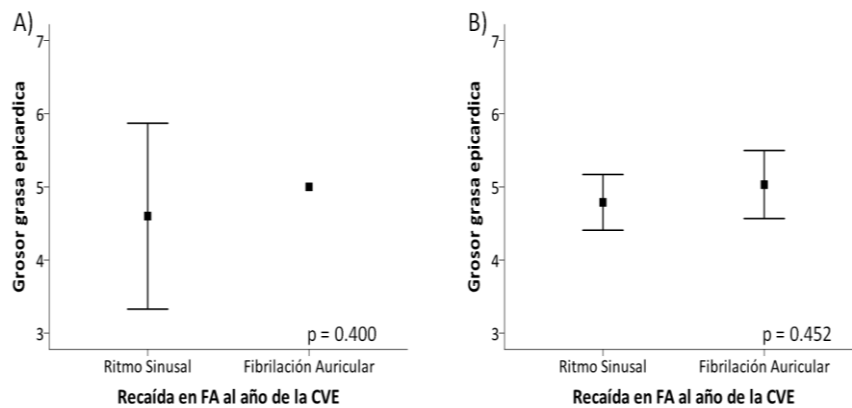 A)
Grosor grasa epicardica
7
6
5
4
3
p = 0.400
Ritmo Sinusal
Fibrilación Auricular
Recaída en FA al año de la CVE
B)
Grosor grasa epicardica
7
6
5
4
3
p = 0.452
Ritmo Sinusal
Fibrilación Auricular
Recaída en FA al año de la CVE